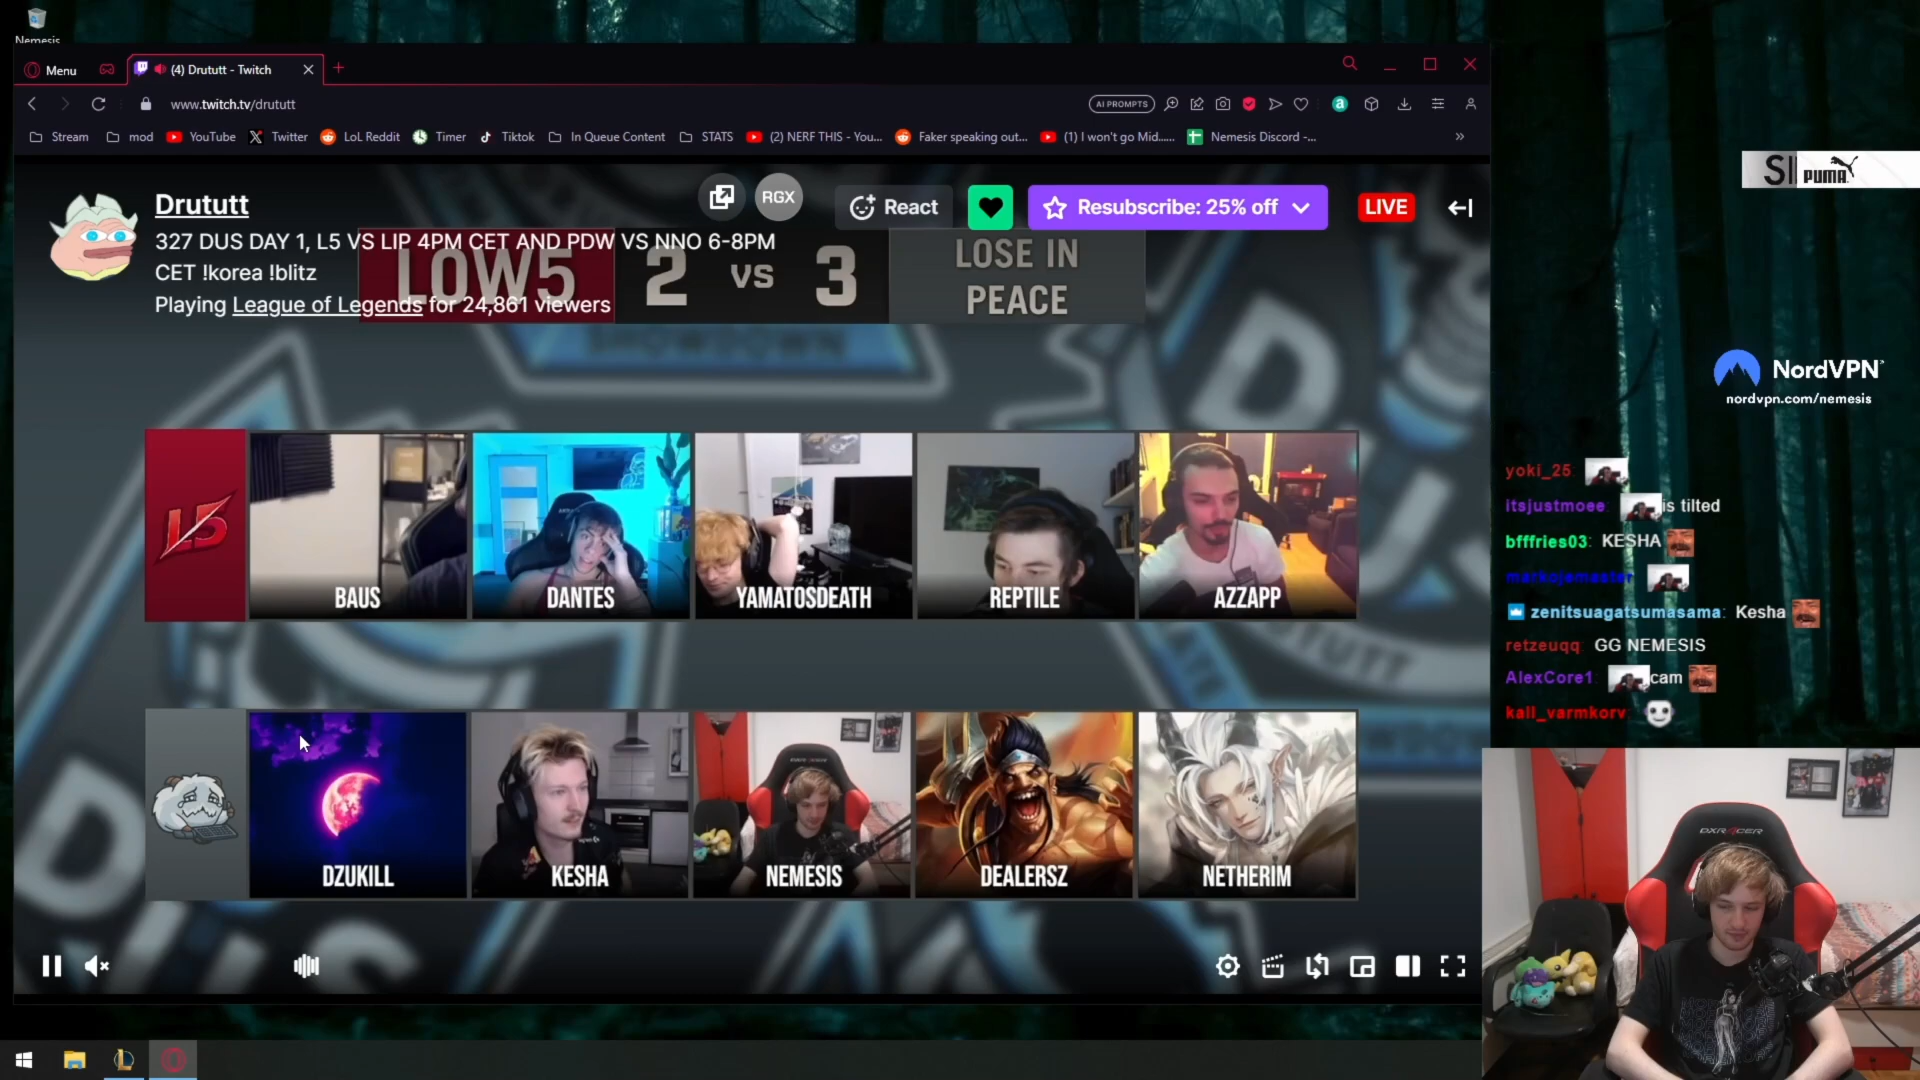 Nemesis
Menu
(4) Drututt - Twitch
www.twitch.tv/drututt
AI PROMPTS
Stream
mod
YouTube
Twitter
LoL Reddit
Timer
Tiktok
In Queue Content
STATS
(2) NERF THIS - You...
Faker speaking out...
(1) I won't go Mid......
Nemesis Discord -...
»
Drututt
327 DUS DAY 1, L5 VS LIP 4PM CET AND PDW VS NNO 6-8PM
CET !korea !blitz
Playing League of Legends for 24,861 viewers
RGX
React
Resubscribe: 25% off
LIVE
LOW5
2 VS 3
LOSE IN
PEACE
SHOWDOWN
L5
BAUS
DANTES
YAMATOSDEATH
REPTILE
AZZAPP
DZUKILL
KESHA
NEMESIS
DEALERSZ
NETHERIM
PUMA
NordVPN
nordvpn.com/nemesis
yoki_25
itsjustmoee: is tilted
bfffries03: KESHA
markojemaster
zenitsuagatsumasama: Kesha
retzeuqq: GG NEMESIS
AlexCore1: cam
kall_varmkorv
DXRACER